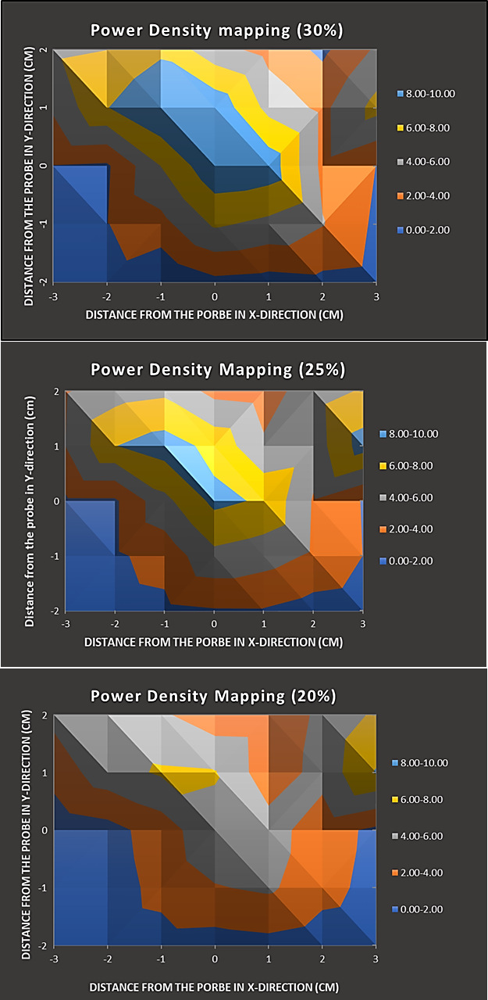 Power Density mapping (30%)
DISTANCE FROM THE PROBE IN Y-DIRECTION (CM)
2
1
0
-1
-2
-3 -2 -1 0 1 2 3
DISTANCE FROM THE PORBE IN X-DIRECTION (CM)
8.00-10.00
6.00-8.00
4.00-6.00
2.00-4.00
0.00-2.00
Power Density Mapping (25%)
Distance from the probe in Y-direction (cm)
2
1
0
-1
-2
-3 -2 -1 0 1 2 3
DISTANCE FROM THE PORBE IN X-DIRECTION (CM)
8.00-10.00
6.00-8.00
4.00-6.00
2.00-4.00
0.00-2.00
Power Density Mapping (20%)
DISTANCE FROM THE PROBE IN Y-DIRECTION (CM)
2
1
0
-1
-2
-3 -2 -1 0 1 2 3
DISTANCE FROM THE PORBE IN X-DIRECTION (CM)
8.00-10.00
6.00-8.00
4.00-6.00
2.00-4.00
0.00-2.00